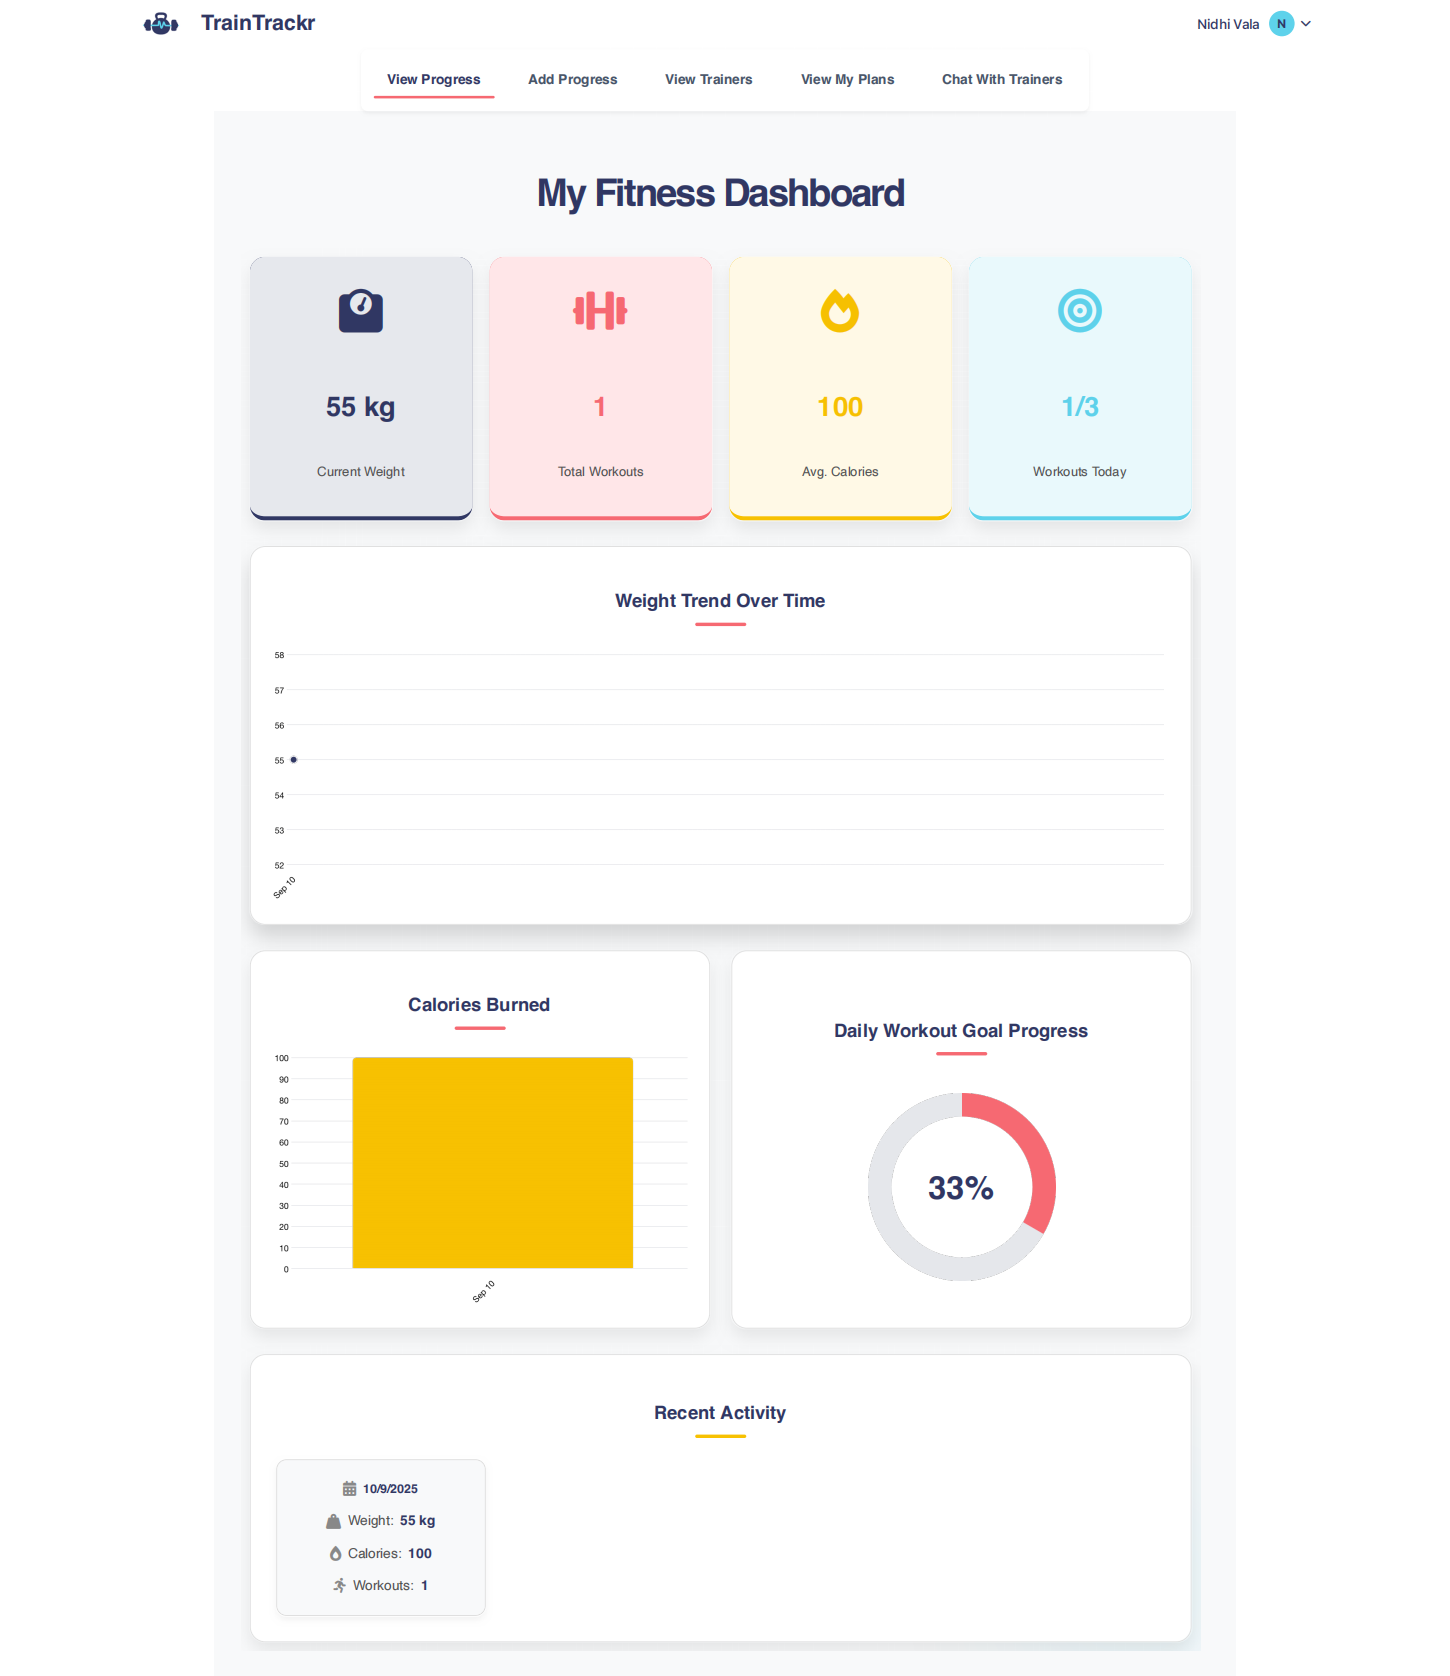 TrainTrackr
Nidhi Vala N
View Progress Add Progress View Trainers View My Plans Chat With Trainers
My Fitness Dashboard
55 kg
Current Weight
1
Total Workouts
100
Avg. Calories
1/3
Workouts Today
Weight Trend Over Time
58
57
56
55
54
53
52
Sep 10
Calories Burned
100
90
80
70
60
50
40
30
20
10
0
Sep 10
Daily Workout Goal Progress
33%
Recent Activity
10/9/2025
Weight: 55 kg
Calories: 100
Workouts: 1